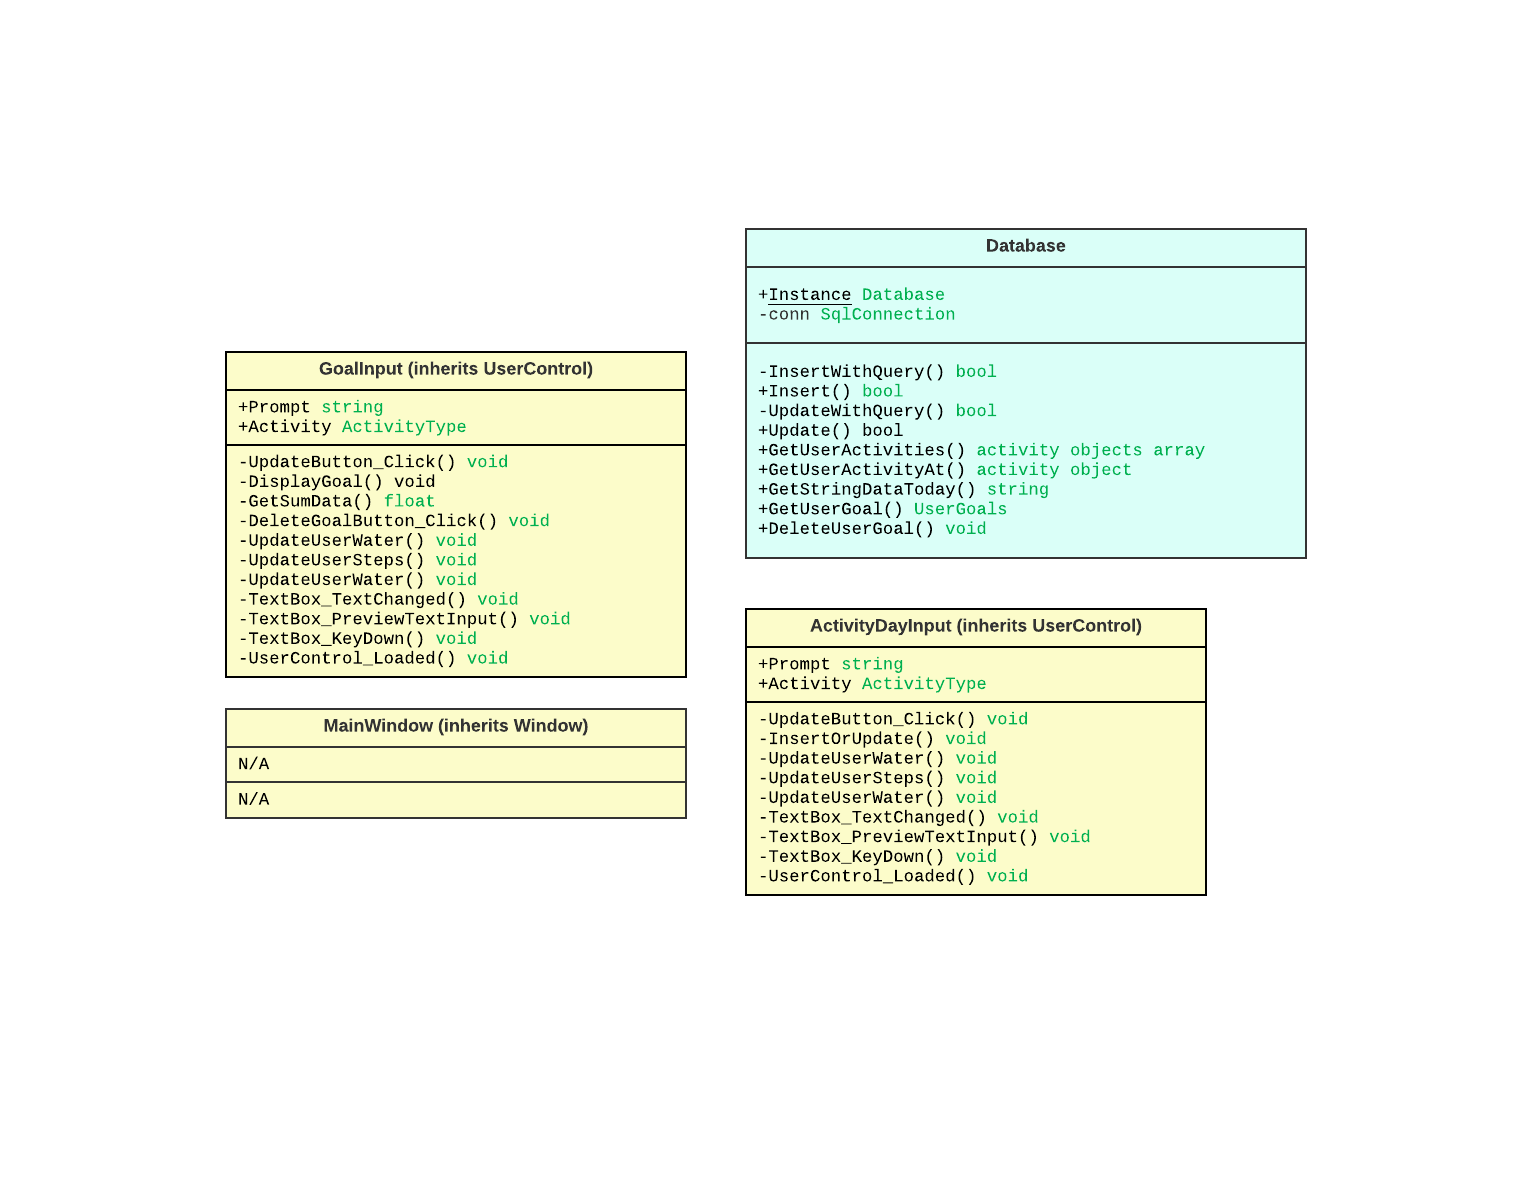 Database
+Instance Database
-conn SqlConnection
-InsertWithQuery() bool
+Insert() bool
-UpdateWithQuery() bool
+Update() bool
+GetUserActivities() activity objects array
+GetUserActivityAt() activity object
+GetStringDataToday() string
+GetUserGoal() UserGoals
+DeleteUserGoal() void
GoalInput (inherits UserControl)
+Prompt string
+Activity ActivityType
-UpdateButton_Click() void
-DisplayGoal() void
-GetSumData() float
-DeleteGoalButton_Click() void
-UpdateUserWater() void
-UpdateUserSteps() void
-UpdateUserWater() void
-TextBox_TextChanged() void
-TextBox_PreviewTextInput() void
-TextBox_KeyDown() void
-UserControl_Loaded() void
MainWindow (inherits Window)
N/A
N/A
ActivityDayInput (inherits UserControl)
+Prompt string
+Activity ActivityType
-UpdateButton_Click() void
-InsertOrUpdate() void
-UpdateUserWater() void
-UpdateUserSteps() void
-UpdateUserWater() void
-TextBox_TextChanged() void
-TextBox_PreviewTextInput() void
-TextBox_KeyDown() void
-UserControl_Loaded() void